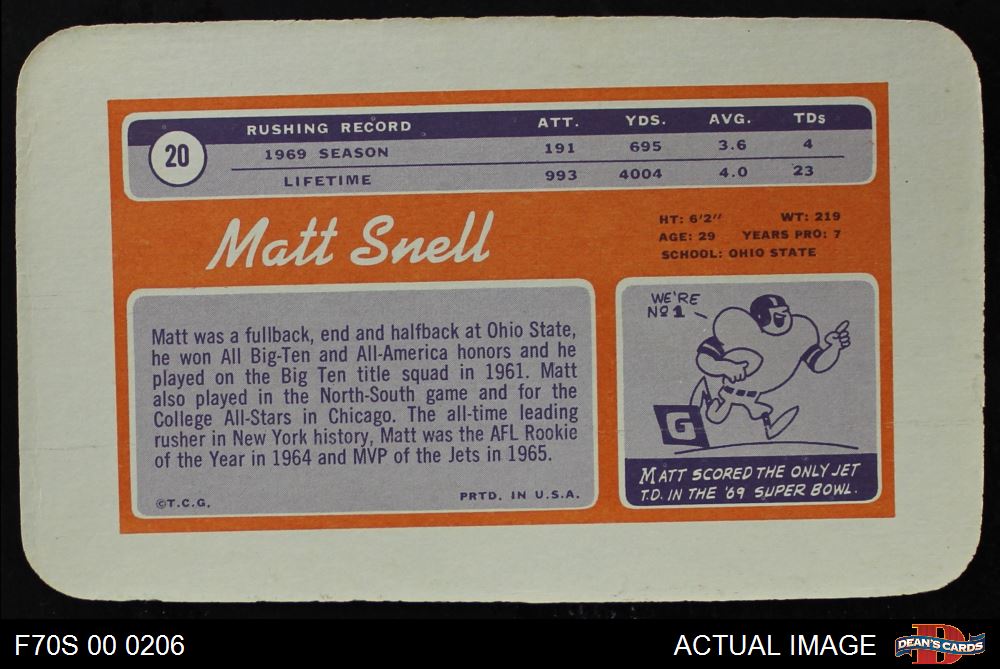 RUSHING RECORD ATT. YDS. AVG. TDs
20
1969 SEASON 191 695 3.6 4
LIFETIME 993 4004 4.0 23
Matt Snell
HT: 6'2" WT: 219
AGE: 29 YEARS PRO: 7
SCHOOL: OHIO STATE
Matt was a fullback, end and halfback at Ohio State,
he won All Big-Ten and All-America honors and he
played on the Big Ten title squad in 1961. Matt
also played in the North-South game and for the
College All-Stars in Chicago. The all-time leading
rusher in New York history, Matt was the AFL Rookie
of the Year in 1964 and MVP of the Jets in 1965.
©T.C.G. PRTD. IN U.S.A.
WE'RE
Nº 1
G
MATT SCORED THE ONLY JET
T.D. IN THE '69 SUPER BOWL.
F70S 00 0206
ACTUAL IMAGE
D
DEAN'S CARDS